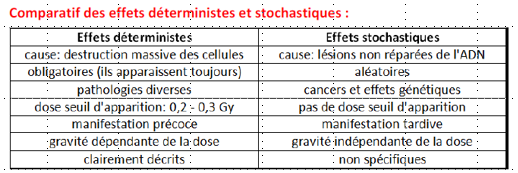 Comparatif des effets déterministes et stochastiques :
Effets déterministes Effets stochastiques
cause: destruction massive des cellules cause: lésions non réparées de l'ADN
obligatoires (ils apparaissent toujours) aléatoires
pathologies diverses cancers et effets génétiques
dose seuil d'apparition: 0,2 - 0,3 Gy pas de dose seuil d'apparition
manifestation précoce manifestation tardive
gravité dépendante de la dose gravité indépendante de la dose
clairement décrits non spécifiques